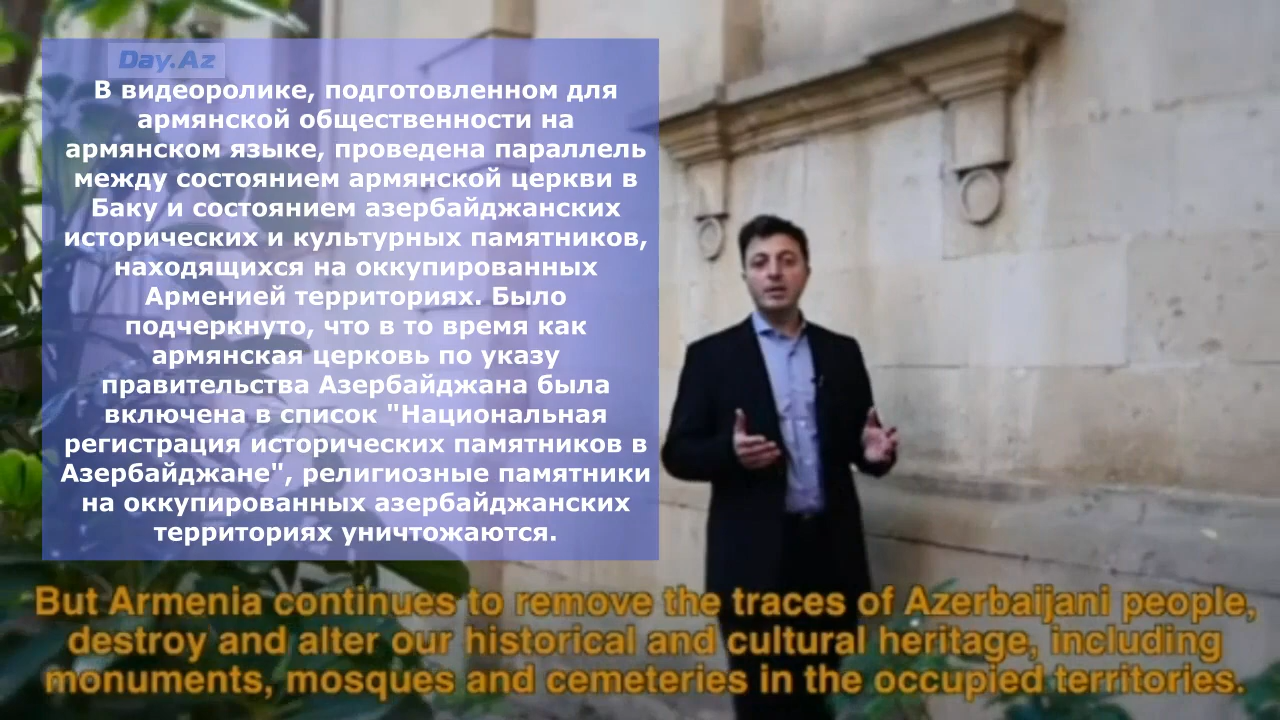 Day.Az
В видеоролике, подготовленном для
армянской общественности на
армянском языке, проведена параллель
между состоянием армянской церкви в
Баку и состоянием азербайджанских
исторических и культурных памятников,
находящихся на оккупированных
Арменией территориях. Было
подчеркнуто, что в то время как
армянская церковь по указу
правительства Азербайджана была
включена в список "Национальная
регистрация исторических памятников в
Азербайджане", религиозные памятники
на оккупированных азербайджанских
территориях уничтожаются.
But Armenia continues to remove the traces of Azerbaijani people,
destroy and alter our historical and cultural heritage, including
monuments, mosques and cemeteries in the occupied territories.